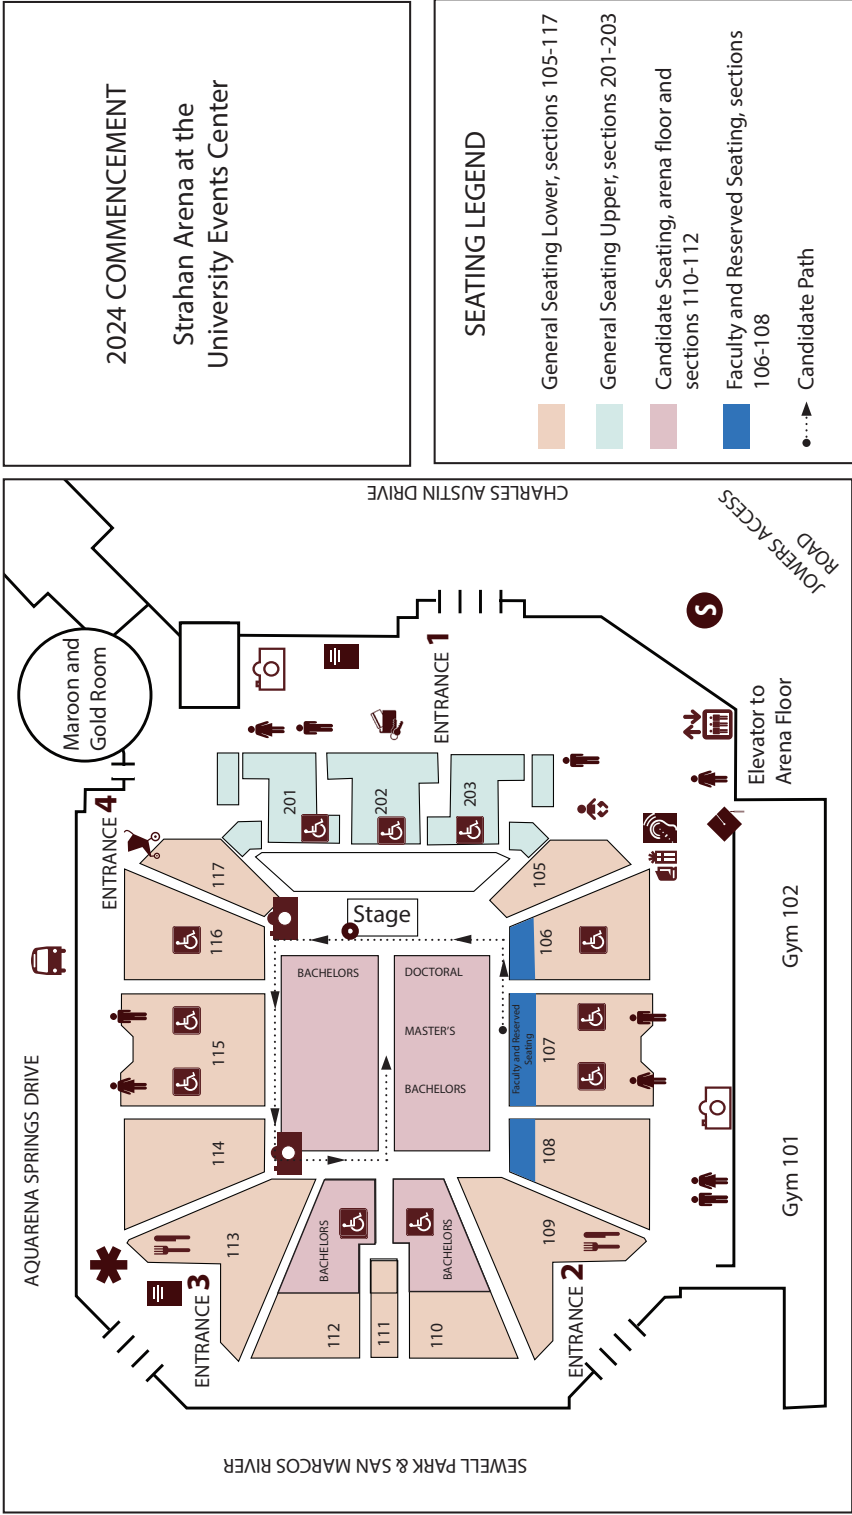 2024 COMMENCEMENT
Strahan Arena at the
University Events Center
SEATING LEGEND
General Seating Lower, sections 105-117
General Seating Upper, sections 201-203
Candidate Seating, arena floor and
sections 110-112
Faculty and Reserved Seating, sections
106-108
Candidate Path
AQUARENA SPRINGS DRIVE
Maroon and
Gold Room
CHARLES AUSTIN DRIVE
JOWERS ACCESS
ROAD
S
SEWELL PARK & SAN MARCOS RIVER
ENTRANCE 4
ENTRANCE 3
ENTRANCE 1
ENTRANCE 2
117
116
115
114
113
112
111
110
109
108
107
106
105
201
202
203
Stage
BACHELORS
DOCTORAL
MASTER'S
BACHELORS
BACHELORS
BACHELORS
Faculty and Reserved
Seating
Elevator to
Arena Floor
Gym 102
Gym 101